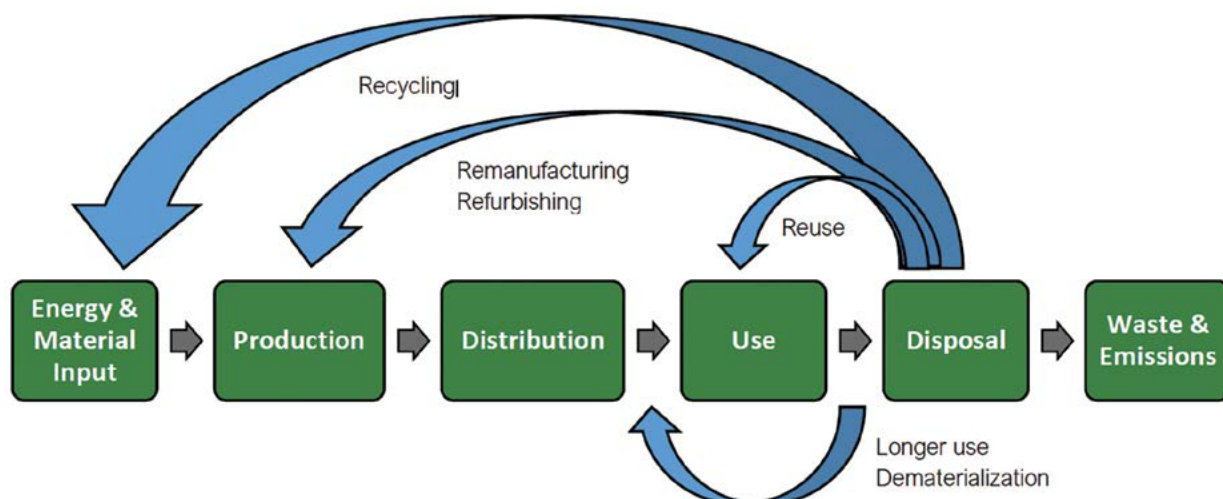 Recycling
Remanufacturing
Refurbishing
Reuse
Energy &
Material
Input
Production
Distribution
Use
Disposal
Waste &
Emissions
Longer use
Dematerialization